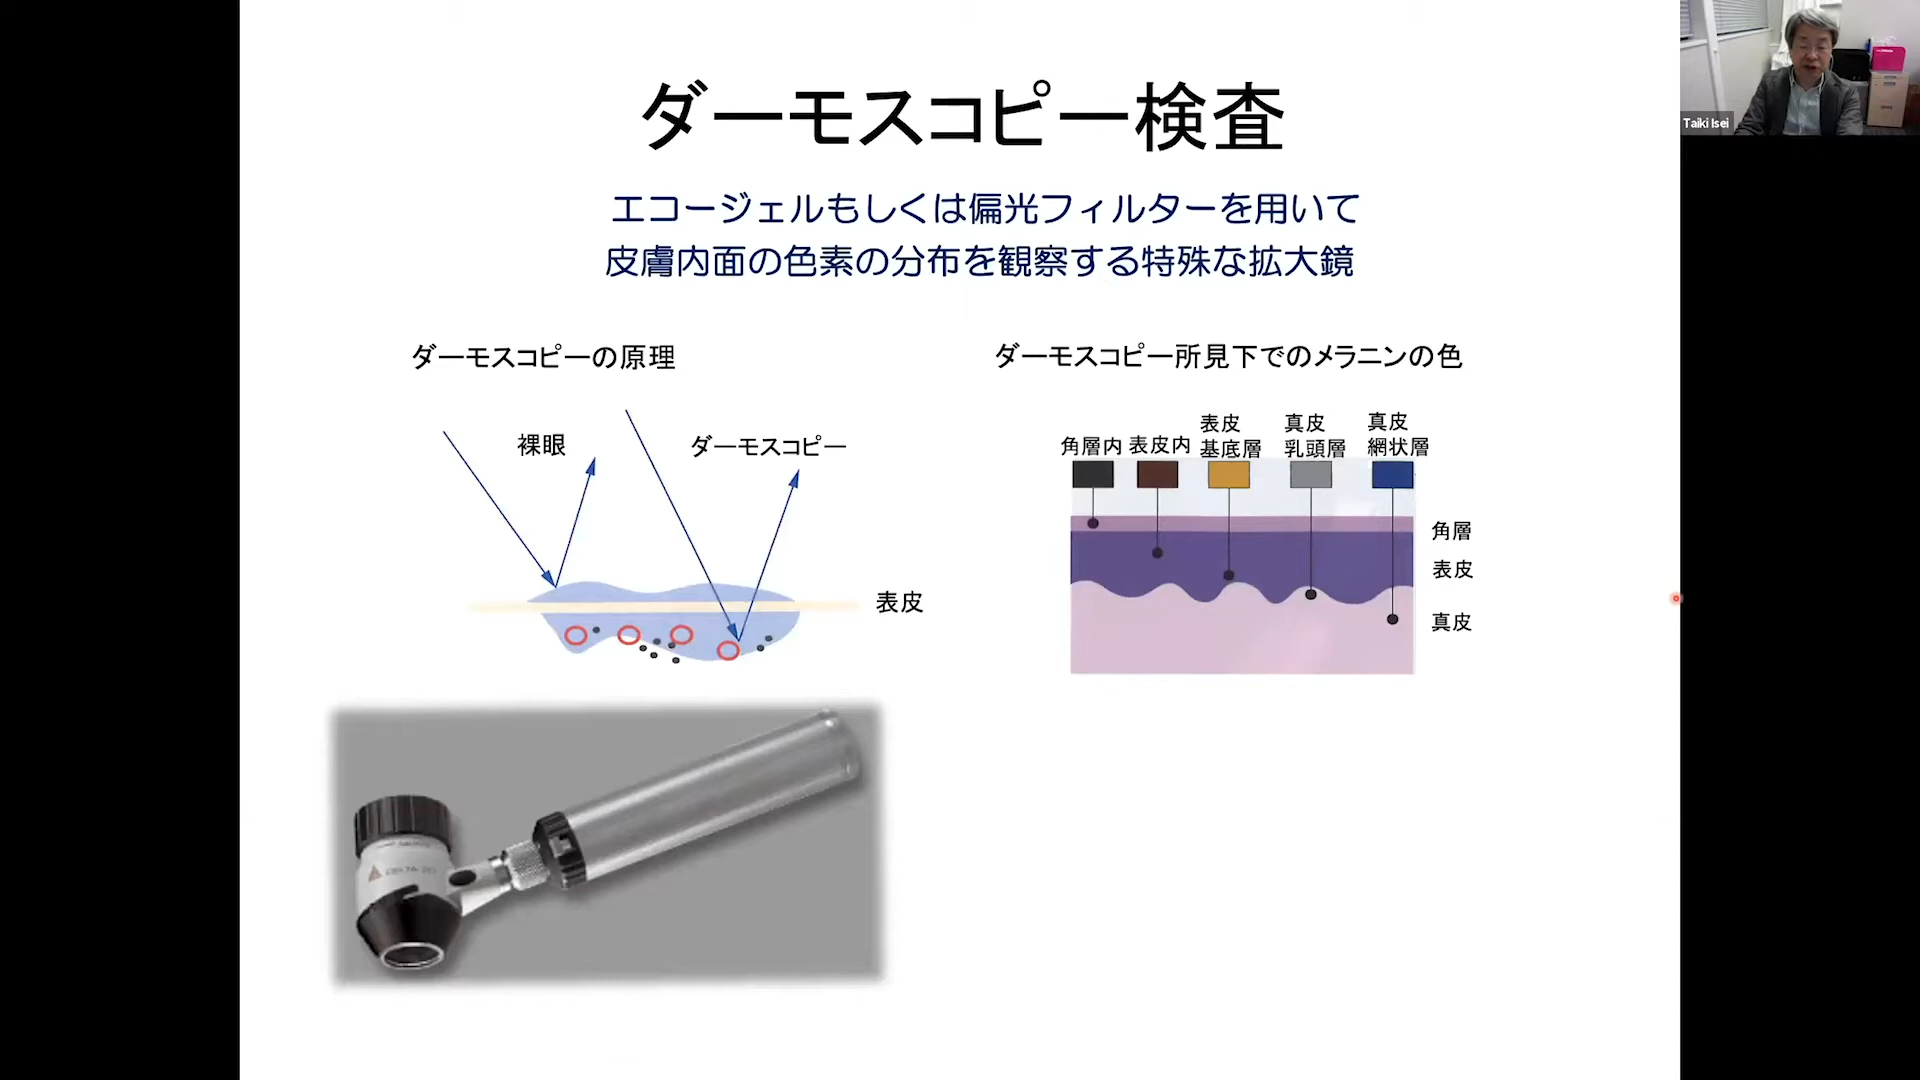 ダーモスコピー検査
Taiki Isei
エコージェルもしくは偏光フィルターを用いて
皮膚内面の色素の分布を観察する特殊な拡大鏡
ダーモスコピーの原理
裸眼
ダーモスコピー
表皮
ダーモスコピー所見下でのメラニンの色
角層内
表皮内
表皮
基底層
真皮
乳頭層
真皮
網状層
角層
表皮
真皮